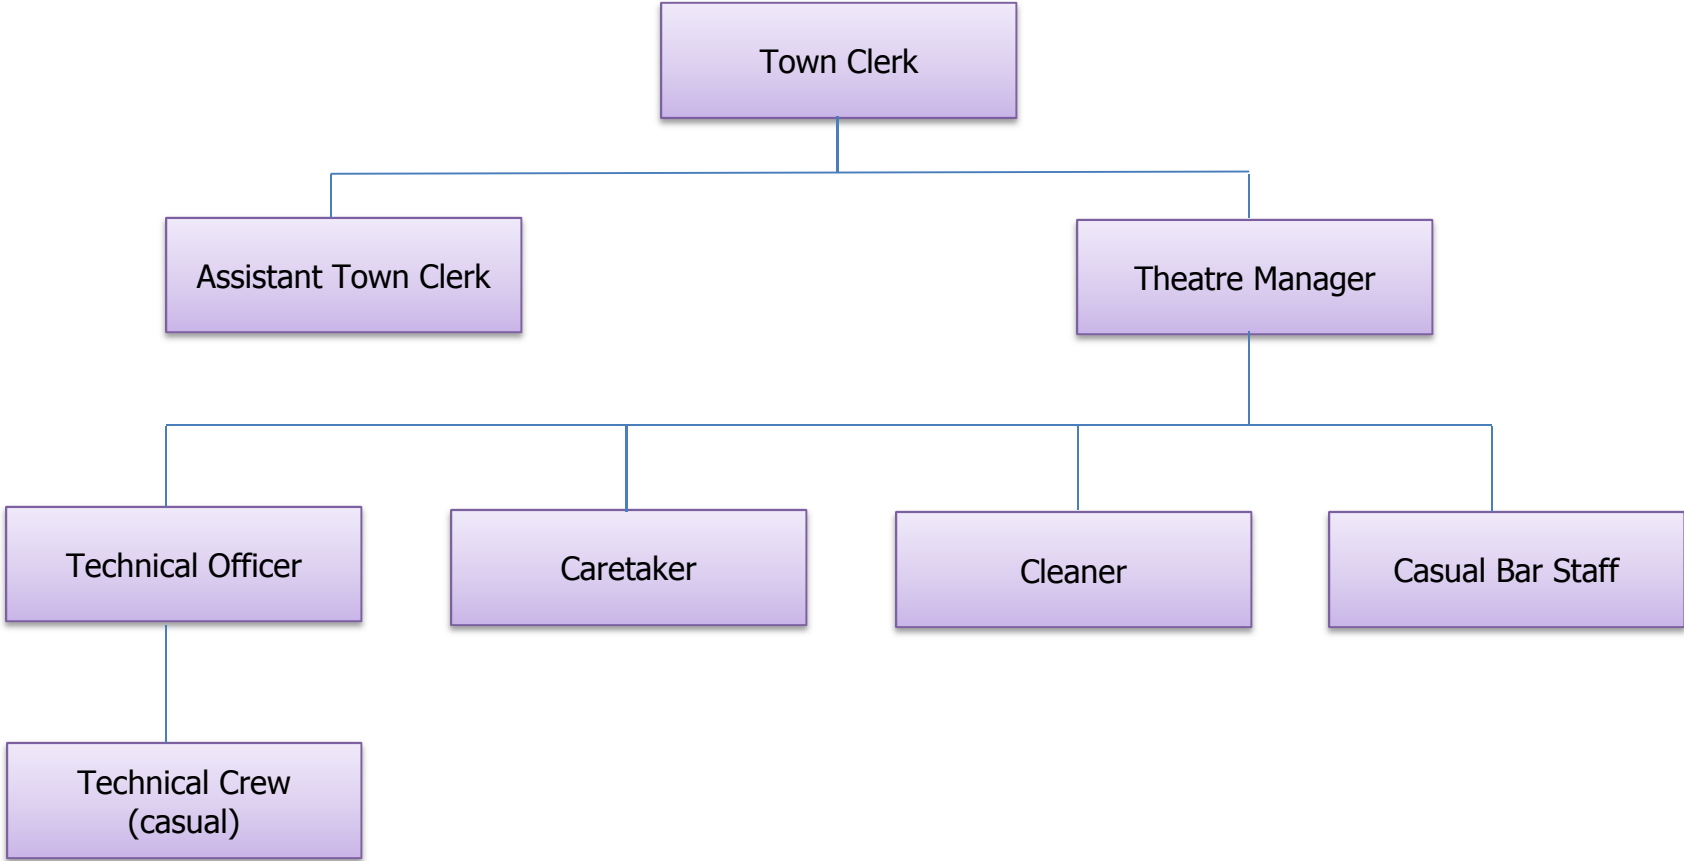 Town Clerk
Assistant Town Clerk
Theatre Manager
Technical Officer
Caretaker
Cleaner
Casual Bar Staff
Technical Crew
(casual)